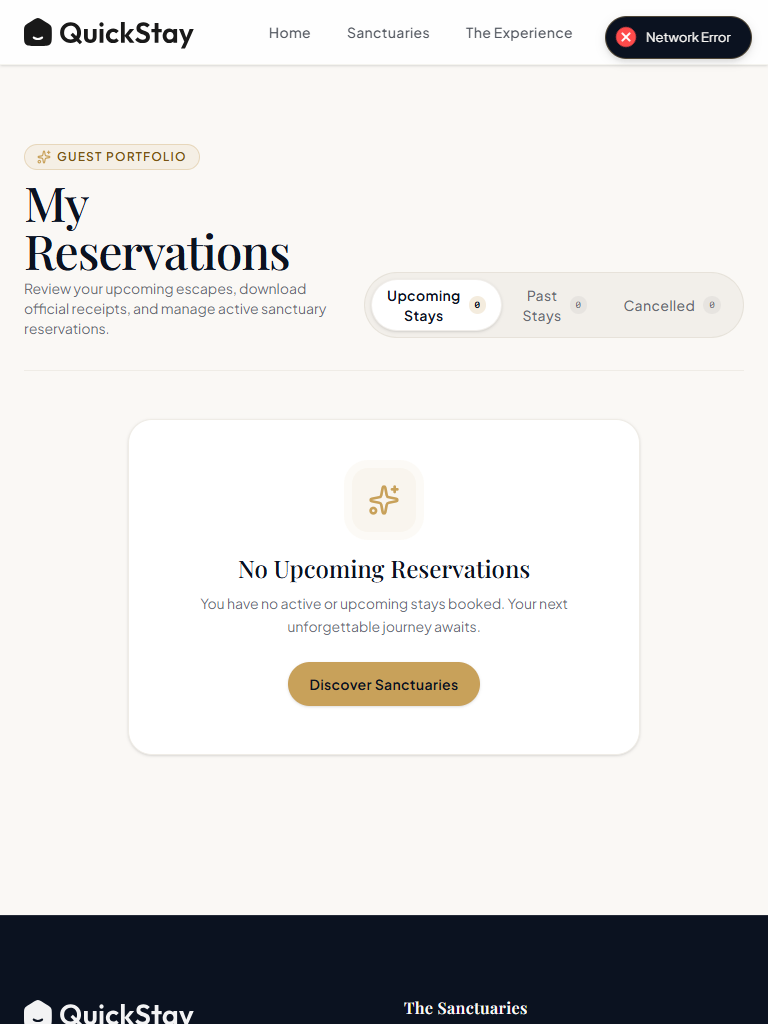 QuickStay
Home
Sanctuaries
The Experience
Network Error
GUEST PORTFOLIO
My
Reservations
Review your upcoming escapes, download
official receipts, and manage active sanctuary
reservations.
Upcoming
Stays
0
Past
Stays
0
Cancelled
0
No Upcoming Reservations
You have no active or upcoming stays booked. Your next
unforgettable journey awaits.
Discover Sanctuaries
QuickStay
The Sanctuaries